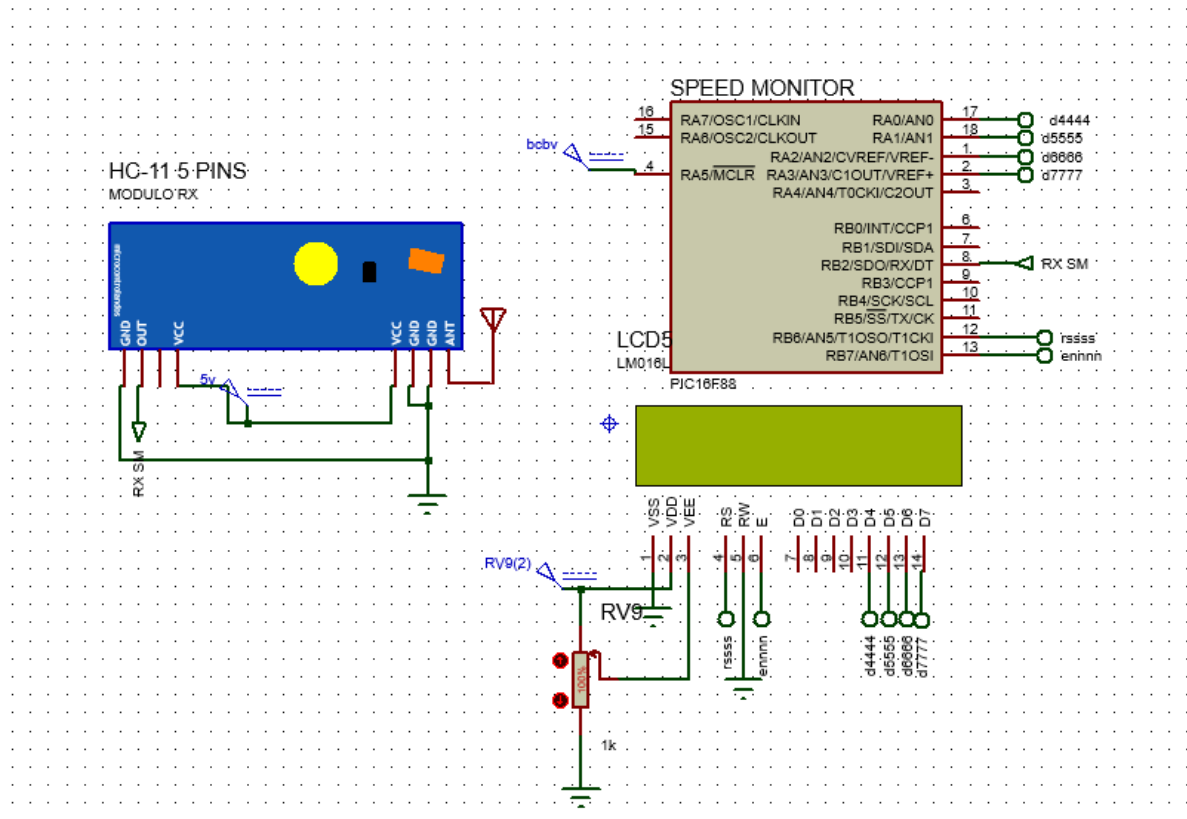 SPEED MONITOR
16 RA7/OSC1/CLKIN RA0/AN0 17 d4444
15 RA6/OSC2/CLKOUT RA1/AN1 18 d5555
RA2/AN2/CVREF/VREF- 1 d6666
bcbv 4 RA5/MCLR RA3/AN3/C1OUT/VREF+ 2 d7777
RA4/AN4/T0CKI/C2OUT 3
RB0/INT/CCP1 6
RB1/SDI/SDA 7
RB2/SDO/RX/DT 8 RX SM
RB3/CCP1 9
RB4/SCK/SCL 10
RB5/SS/TX/CK 11
RB6/AN5/T1OSO/T1CKI 12 rssss
RB7/AN6/T1OSI 13 ennnn
PIC16F88
HC-11 5 PINS
MODULO RX
microcontrolandos
GND OUT VCC VCC GND GND ANT
5v
RX SM
LCD5
LM016L
VSS VDD VEE RS RW E D0 D1 D2 D3 D4 D5 D6 D7
1 2 3 4 5 6 7 8 9 10 11 12 13 14
RV9(2)
RV9
rssss ennnn d4444 d5555 d6666 d7777
100%
1k